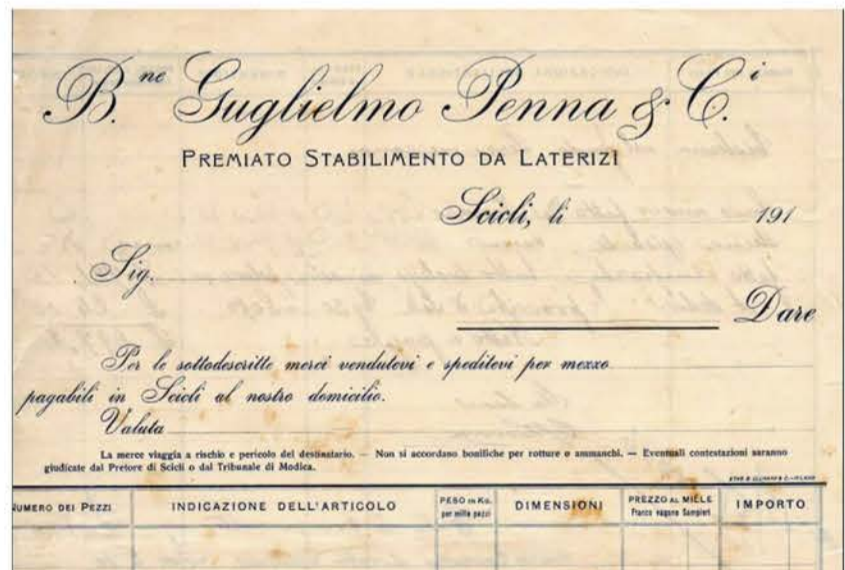 B.ne Guglielmo Penna & C.i
PREMIATO STABILIMENTO DA LATERIZI
Scicli, li 191
Sig.
Dare
Per le sottodescritte merci vendutevi e speditevi per mezzo
pagabili in Scicli al nostro domicilio.
Valuta
La merce viaggia a rischio e pericolo del destinatario. — Non si accordano bonifiche per rotture o ammanchi. — Eventuali contestazioni saranno
giudicate dal Pretore di Scicli o dal Tribunale di Modica.
NUMERO DEI PEZZI INDICAZIONE DELL'ARTICOLO PESO IN KG. per mille pezzi DIMENSIONI PREZZO AL MILLE Franco vagone Sampieri IMPORTO